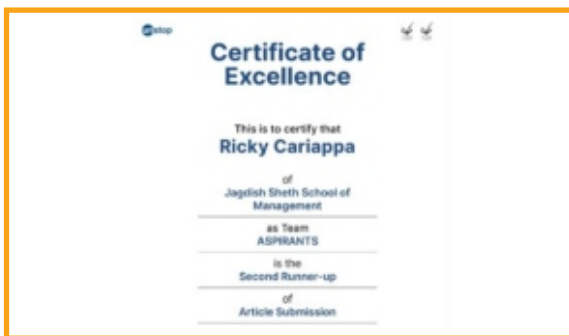 unstop
Certificate of
Excellence
This is to certify that
Ricky Cariappa
of
Jagdish Sheth School of
Management
as Team
ASPIRANTS
is the
Second Runner-up
of
Article Submission